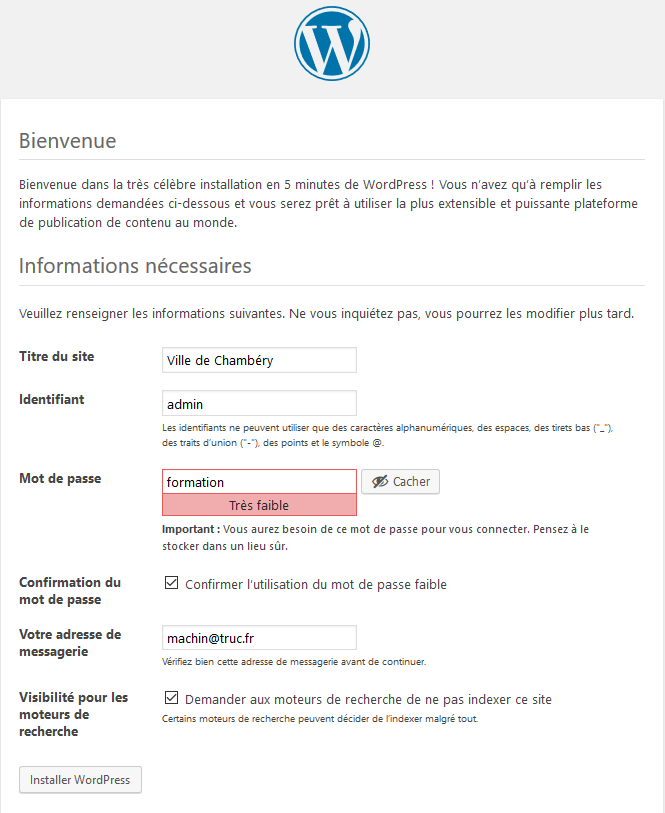 Bienvenue
Bienvenue dans la très célèbre installation en 5 minutes de WordPress ! Vous n'avez qu'à remplir les
informations demandées ci-dessous et vous serez prêt à utiliser la plus extensible et puissante plateforme
de publication de contenu au monde.
Informations nécessaires
Veuillez renseigner les informations suivantes. Ne vous inquiétez pas, vous pourrez les modifier plus tard.
Titre du site
Ville de Chambéry
Identifiant
admin
Les identifiants ne peuvent utiliser que des caractères alphanumériques, des espaces, des tirets bas ("_"),
des traits d'union ("-"), des points et le symbole @.
Mot de passe
formation
Cacher
Très faible
Important : Vous aurez besoin de ce mot de passe pour vous connecter. Pensez à le
stocker dans un lieu sûr.
Confirmation du
mot de passe
Confirmer l'utilisation du mot de passe faible
Votre adresse de
messagerie
machin@truc.fr
Vérifiez bien cette adresse de messagerie avant de continuer.
Visibilité pour les
moteurs de
recherche
Demander aux moteurs de recherche de ne pas indexer ce site
Certains moteurs de recherche peuvent décider de l'indexer malgré tout.
Installer WordPress